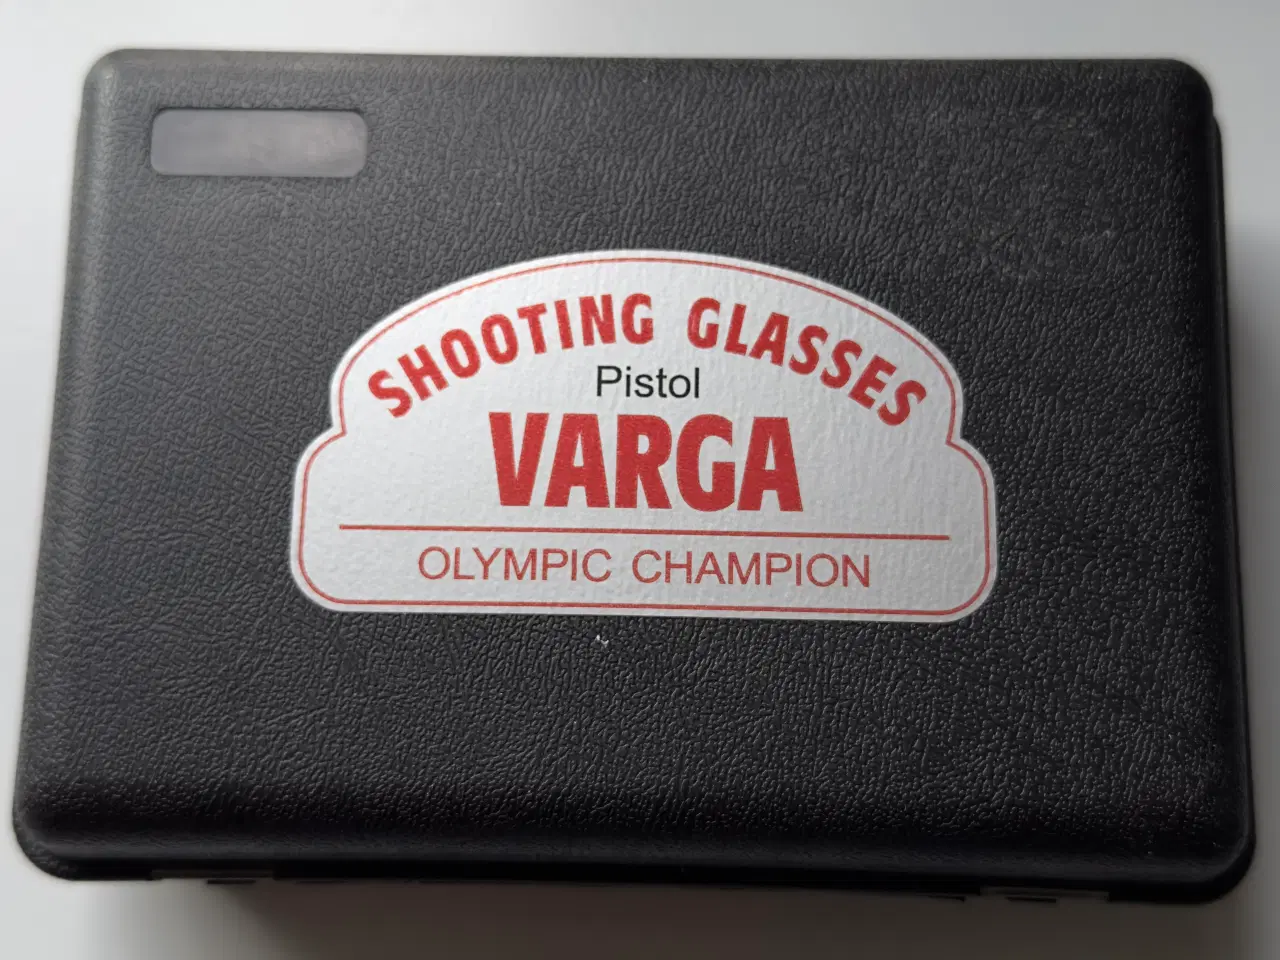 SHOOTING GLASSES
Pistol
VARGA
OLYMPIC CHAMPION